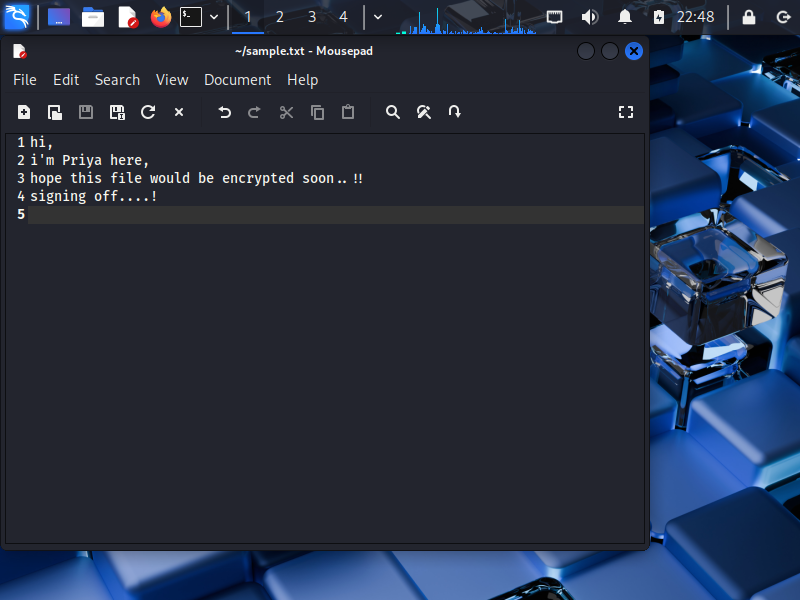 1 2 3 4 22:48
~/sample.txt - Mousepad
File Edit Search View Document Help
1 hi,
2 i'm Priya here,
3 hope this file would be encrypted soon..!!
4 signing off....!
5